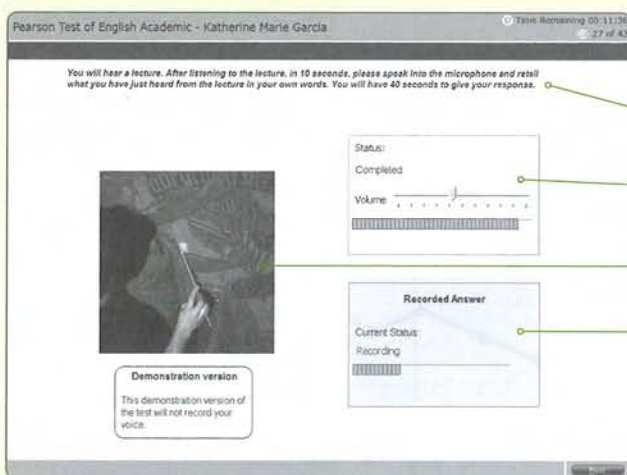 Pearson Test of English Academic - Katherine Marie Garcia
Time Remaining 00:11:36
27 of 42
You will hear a lecture. After listening to the lecture, in 10 seconds, please speak into the microphone and retell
what you have just heard from the lecture in your own words. You will have 40 seconds to give your response.
Status:
Completed
Volume
Recorded Answer
Current Status:
Recording
Demonstration version
This demonstration version of
the test will not record your
voice.